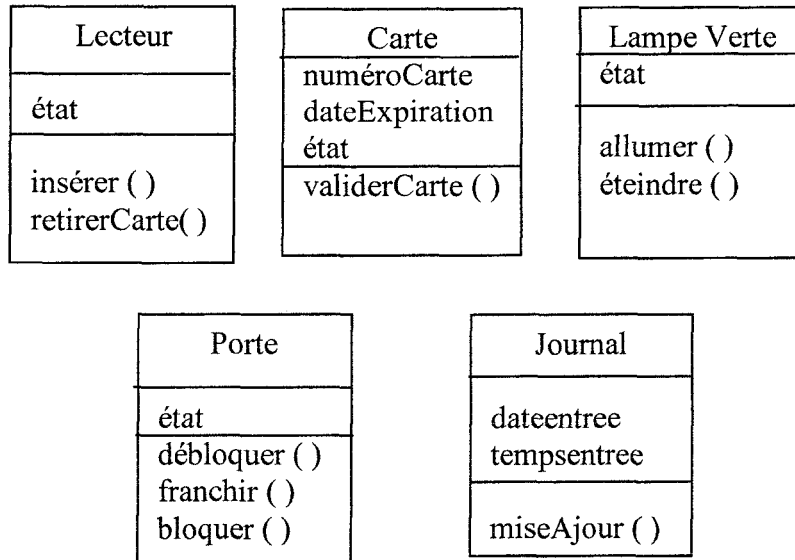 Lecteur
état
insérer ( )
retirerCarte( )
Carte
numéroCarte
dateExpiration
état
validerCarte ( )
Lampe Verte
état
allumer ( )
éteindre ( )
Porte
état
débloquer ( )
franchir ( )
bloquer ( )
Journal
dateentree
tempsentree
miseAjour ( )